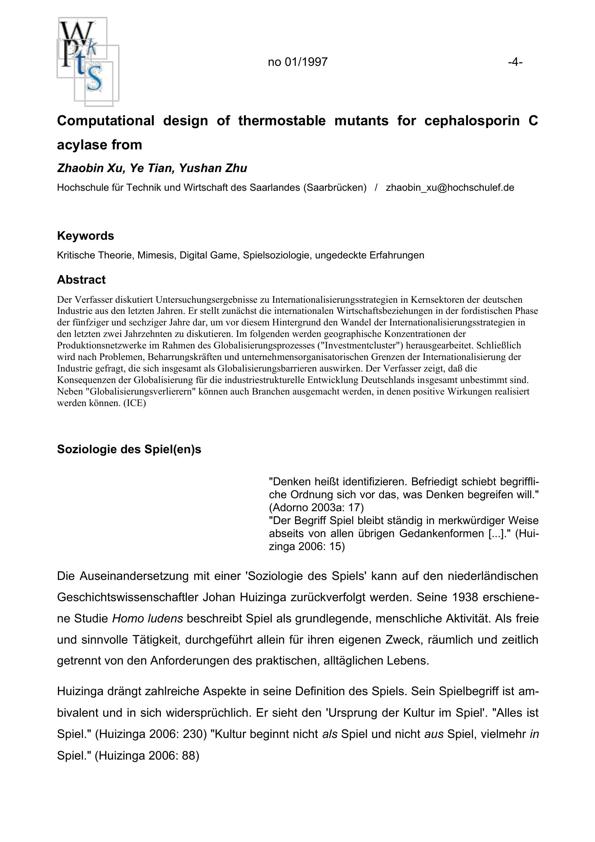 W
P k
t s
S
no 01/1997 -4-
Computational design of thermostable mutants for cephalosporin C
acylase from
Zhaobin Xu, Ye Tian, Yushan Zhu
Hochschule für Technik und Wirtschaft des Saarlandes (Saarbrücken) / zhaobin_xu@hochschulef.de
Keywords
Kritische Theorie, Mimesis, Digital Game, Spielsoziologie, ungedeckte Erfahrungen
Abstract
Der Verfasser diskutiert Untersuchungsergebnisse zu Internationalisierungsstrategien in Kernsektoren der deutschen
Industrie aus den letzten Jahren. Er stellt zunächst die internationalen Wirtschaftsbeziehungen in der fordistischen Phase
der fünfziger und sechziger Jahre dar, um vor diesem Hintergrund den Wandel der Internationalisierungsstrategien in
den letzten zwei Jahrzehnten zu diskutieren. Im folgenden werden geographische Konzentrationen der
Produktionsnetzwerke im Rahmen des Globalisierungsprozesses ("Investmentcluster") herausgearbeitet. Schließlich
wird nach Problemen, Beharrungskräften und unternehmensorganisatorischen Grenzen der Internationalisierung der
Industrie gefragt, die sich insgesamt als Globalisierungsbarrieren auswirken. Der Verfasser zeigt, daß die
Konsequenzen der Globalisierung für die industriestrukturelle Entwicklung Deutschlands insgesamt unbestimmt sind.
Neben "Globalisierungsverlierern" können auch Branchen ausgemacht werden, in denen positive Wirkungen realisiert
werden können. (ICE)
Soziologie des Spiel(en)s
"Denken heißt identifizieren. Befriedigt schiebt begriffli-
che Ordnung sich vor das, was Denken begreifen will."
(Adorno 2003a: 17)
"Der Begriff Spiel bleibt ständig in merkwürdiger Weise
abseits von allen übrigen Gedankenformen [...]." (Hui-
zinga 2006: 15)
Die Auseinandersetzung mit einer 'Soziologie des Spiels' kann auf den niederländischen
Geschichtswissenschaftler Johan Huizinga zurückverfolgt werden. Seine 1938 erschiene-
ne Studie Homo ludens beschreibt Spiel als grundlegende, menschliche Aktivität. Als freie
und sinnvolle Tätigkeit, durchgeführt allein für ihren eigenen Zweck, räumlich und zeitlich
getrennt von den Anforderungen des praktischen, alltäglichen Lebens.
Huizinga drängt zahlreiche Aspekte in seine Definition des Spiels. Sein Spielbegriff ist am-
bivalent und in sich widersprüchlich. Er sieht den 'Ursprung der Kultur im Spiel'. "Alles ist
Spiel." (Huizinga 2006: 230) "Kultur beginnt nicht als Spiel und nicht aus Spiel, vielmehr in
Spiel." (Huizinga 2006: 88)